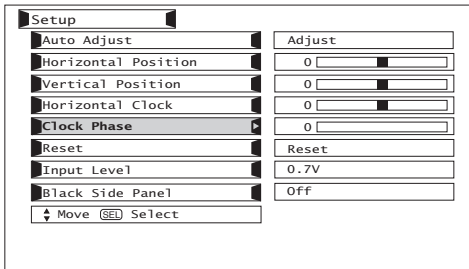 Setup
Auto Adjust Adjust
Horizontal Position 0
Vertical Position 0
Horizontal Clock 0
Clock Phase 0
Reset Reset
Input Level 0.7V
Black Side Panel Off
Move SEL Select